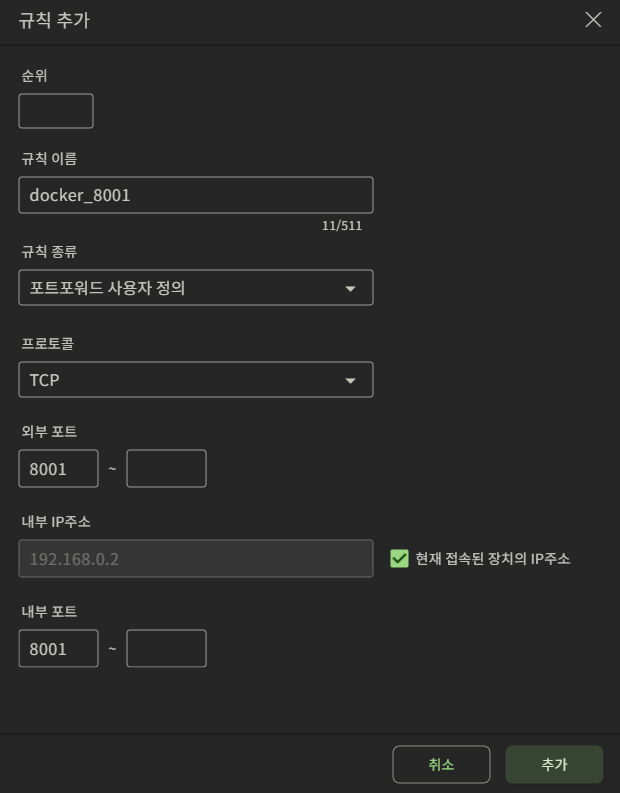 규칙 추가
순위
규칙 이름
docker_8001
11/511
규칙 종류
포트포워드 사용자 정의
프로토콜
TCP
외부 포트
8001 ~
내부 IP주소
192.168.0.2 현재 접속된 장치의 IP주소
내부 포트
8001 ~
취소 추가